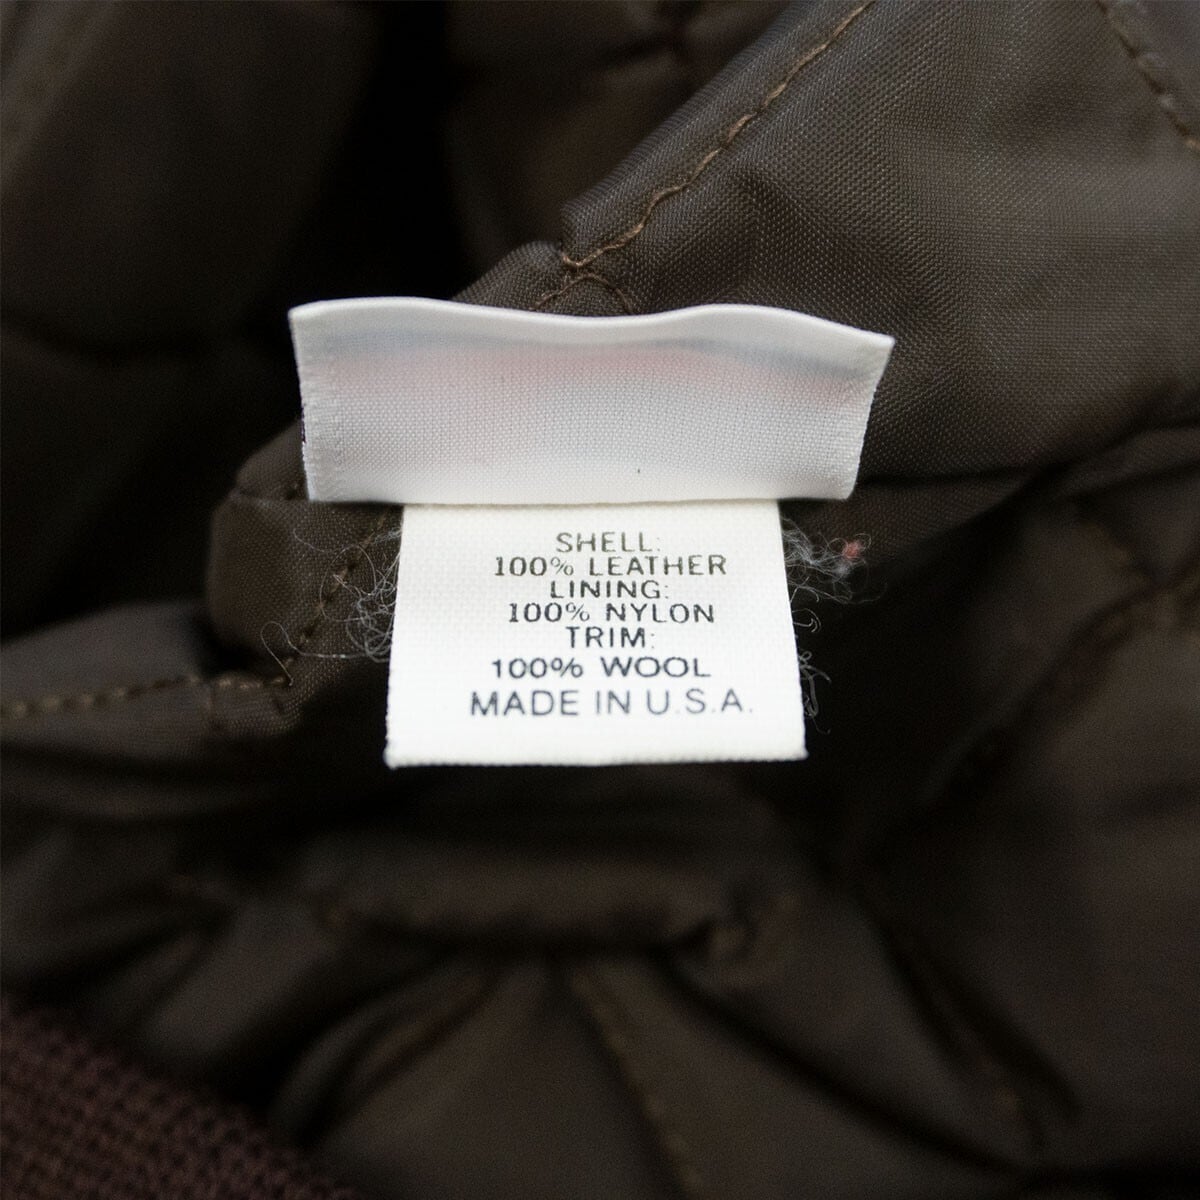 SHELL:
100% LEATHER
LINING:
100% NYLON
TRIM:
100% WOOL
MADE IN U.S.A.